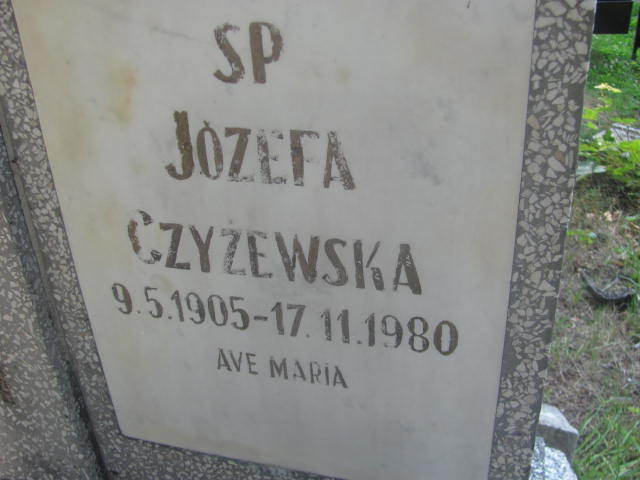 SP
JÓZEFA
CZYŻEWSKA
9.5.1905-17.11.1980
AVE MARIA